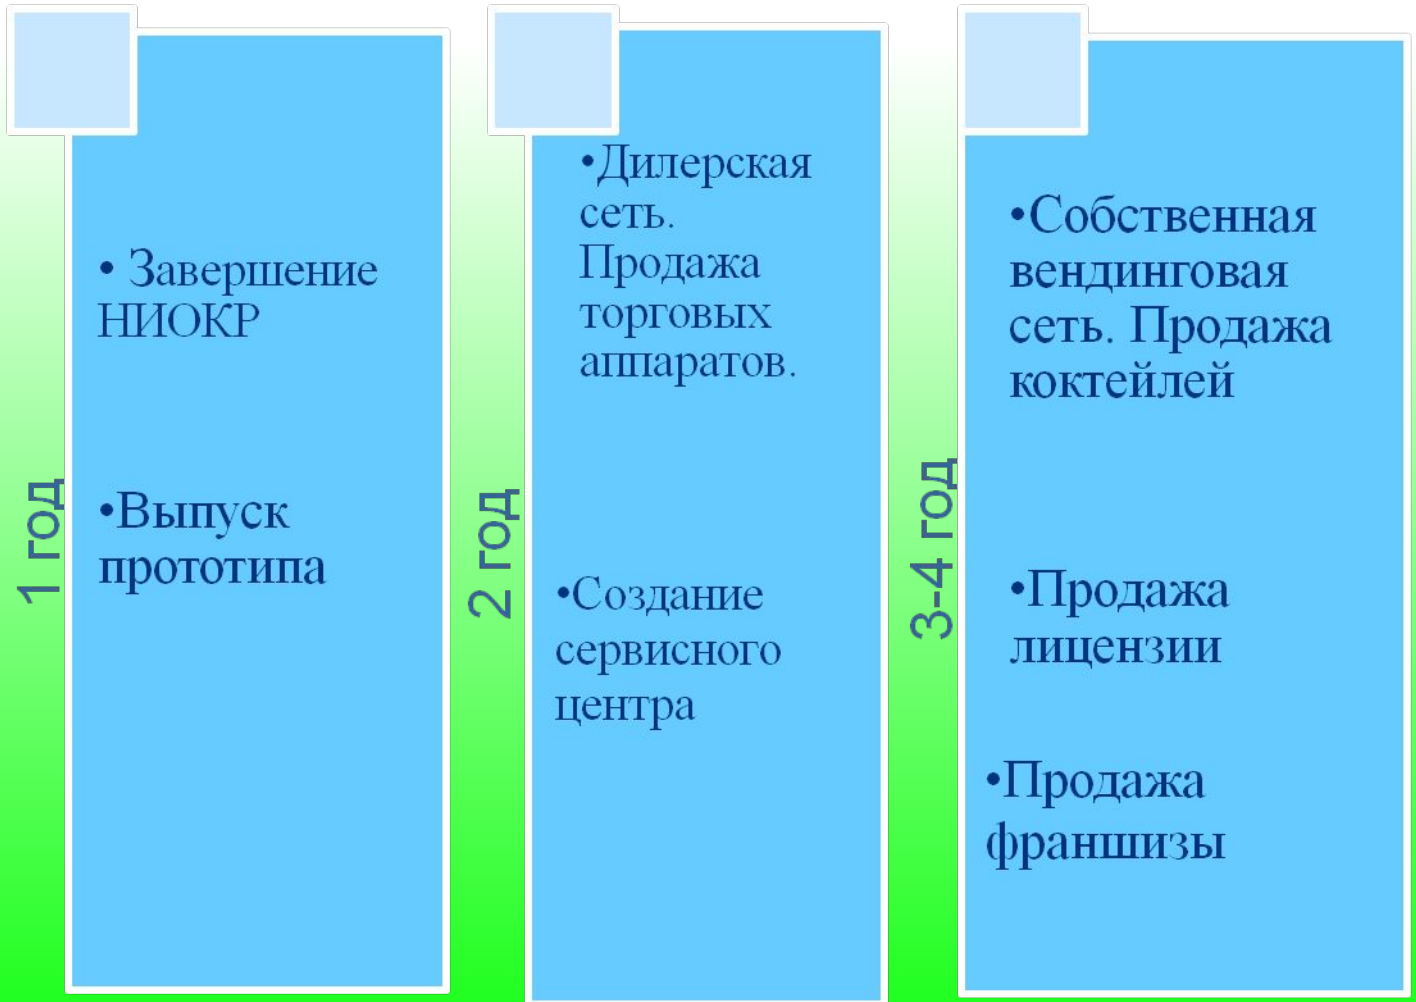 1 год
• Завершение
НИОКР
•Выпуск
прототипа
2 год
•Дилерская
сеть.
Продажа
торговых
аппаратов.
•Создание
сервисного
центра
3-4 год
•Собственная
вендинговая
сеть. Продажа
коктейлей
•Продажа
лицензии
•Продажа
франшизы